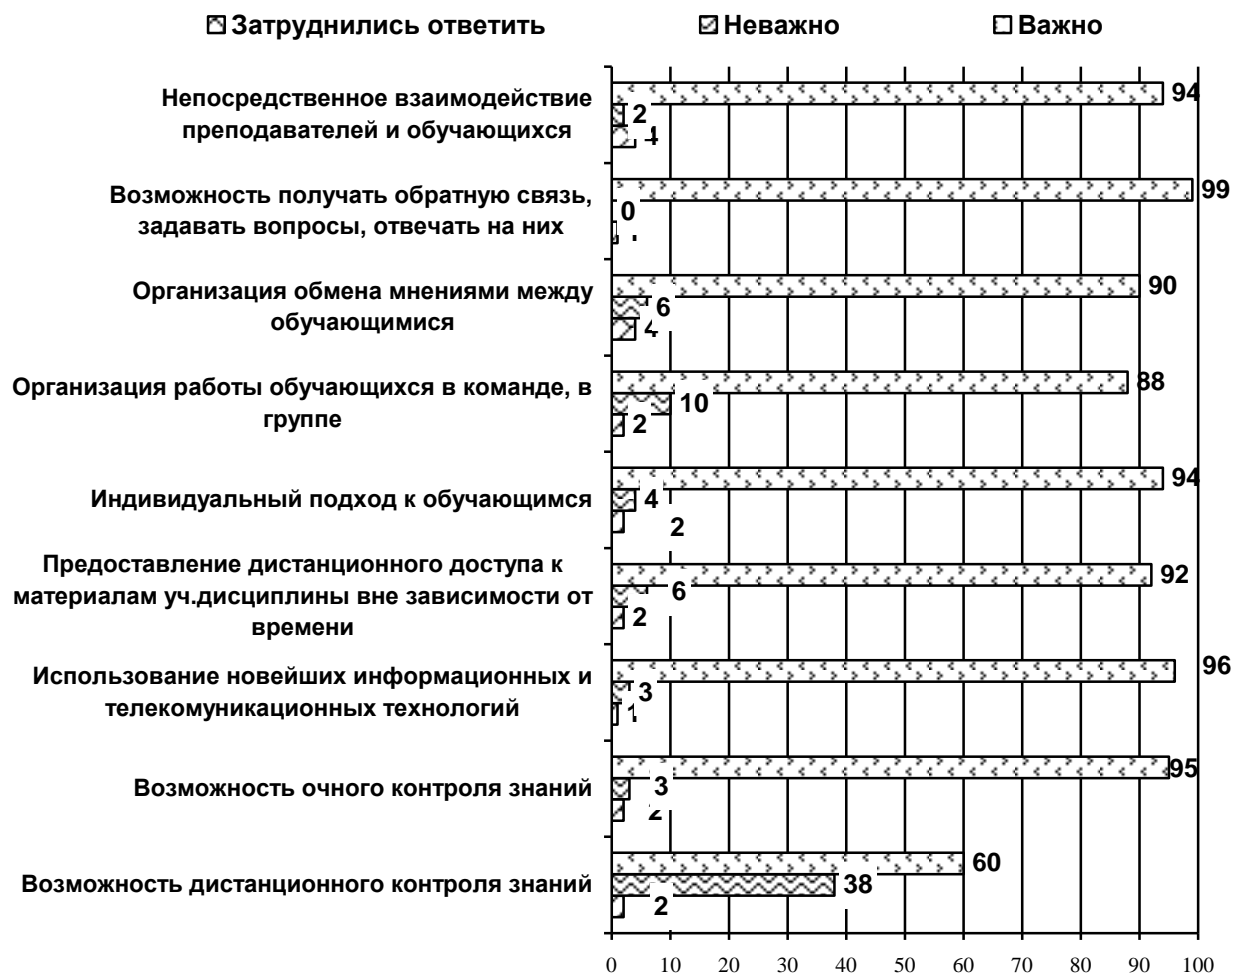 Затруднились ответить Неважно Важно
Непосредственное взаимодействие
преподавателей и обучающихся
94
2
4
Возможность получать обратную связь,
задавать вопросы, отвечать на них
99
0
Организация обмена мнениями между
обучающимися
90
6
4
Организация работы обучающихся в команде, в
группе
88
10
2
Индивидуальный подход к обучающимся
94
4
2
Предоставление дистанционного доступа к
материалам уч.дисциплины вне зависимости от
времени
92
6
2
Использование новейших информационных и
телекомуникационных технологий
96
3
1
Возможность очного контроля знаний
95
3
2
Возможность дистанционного контроля знаний
60
38
2
0 10 20 30 40 50 60 70 80 90 100